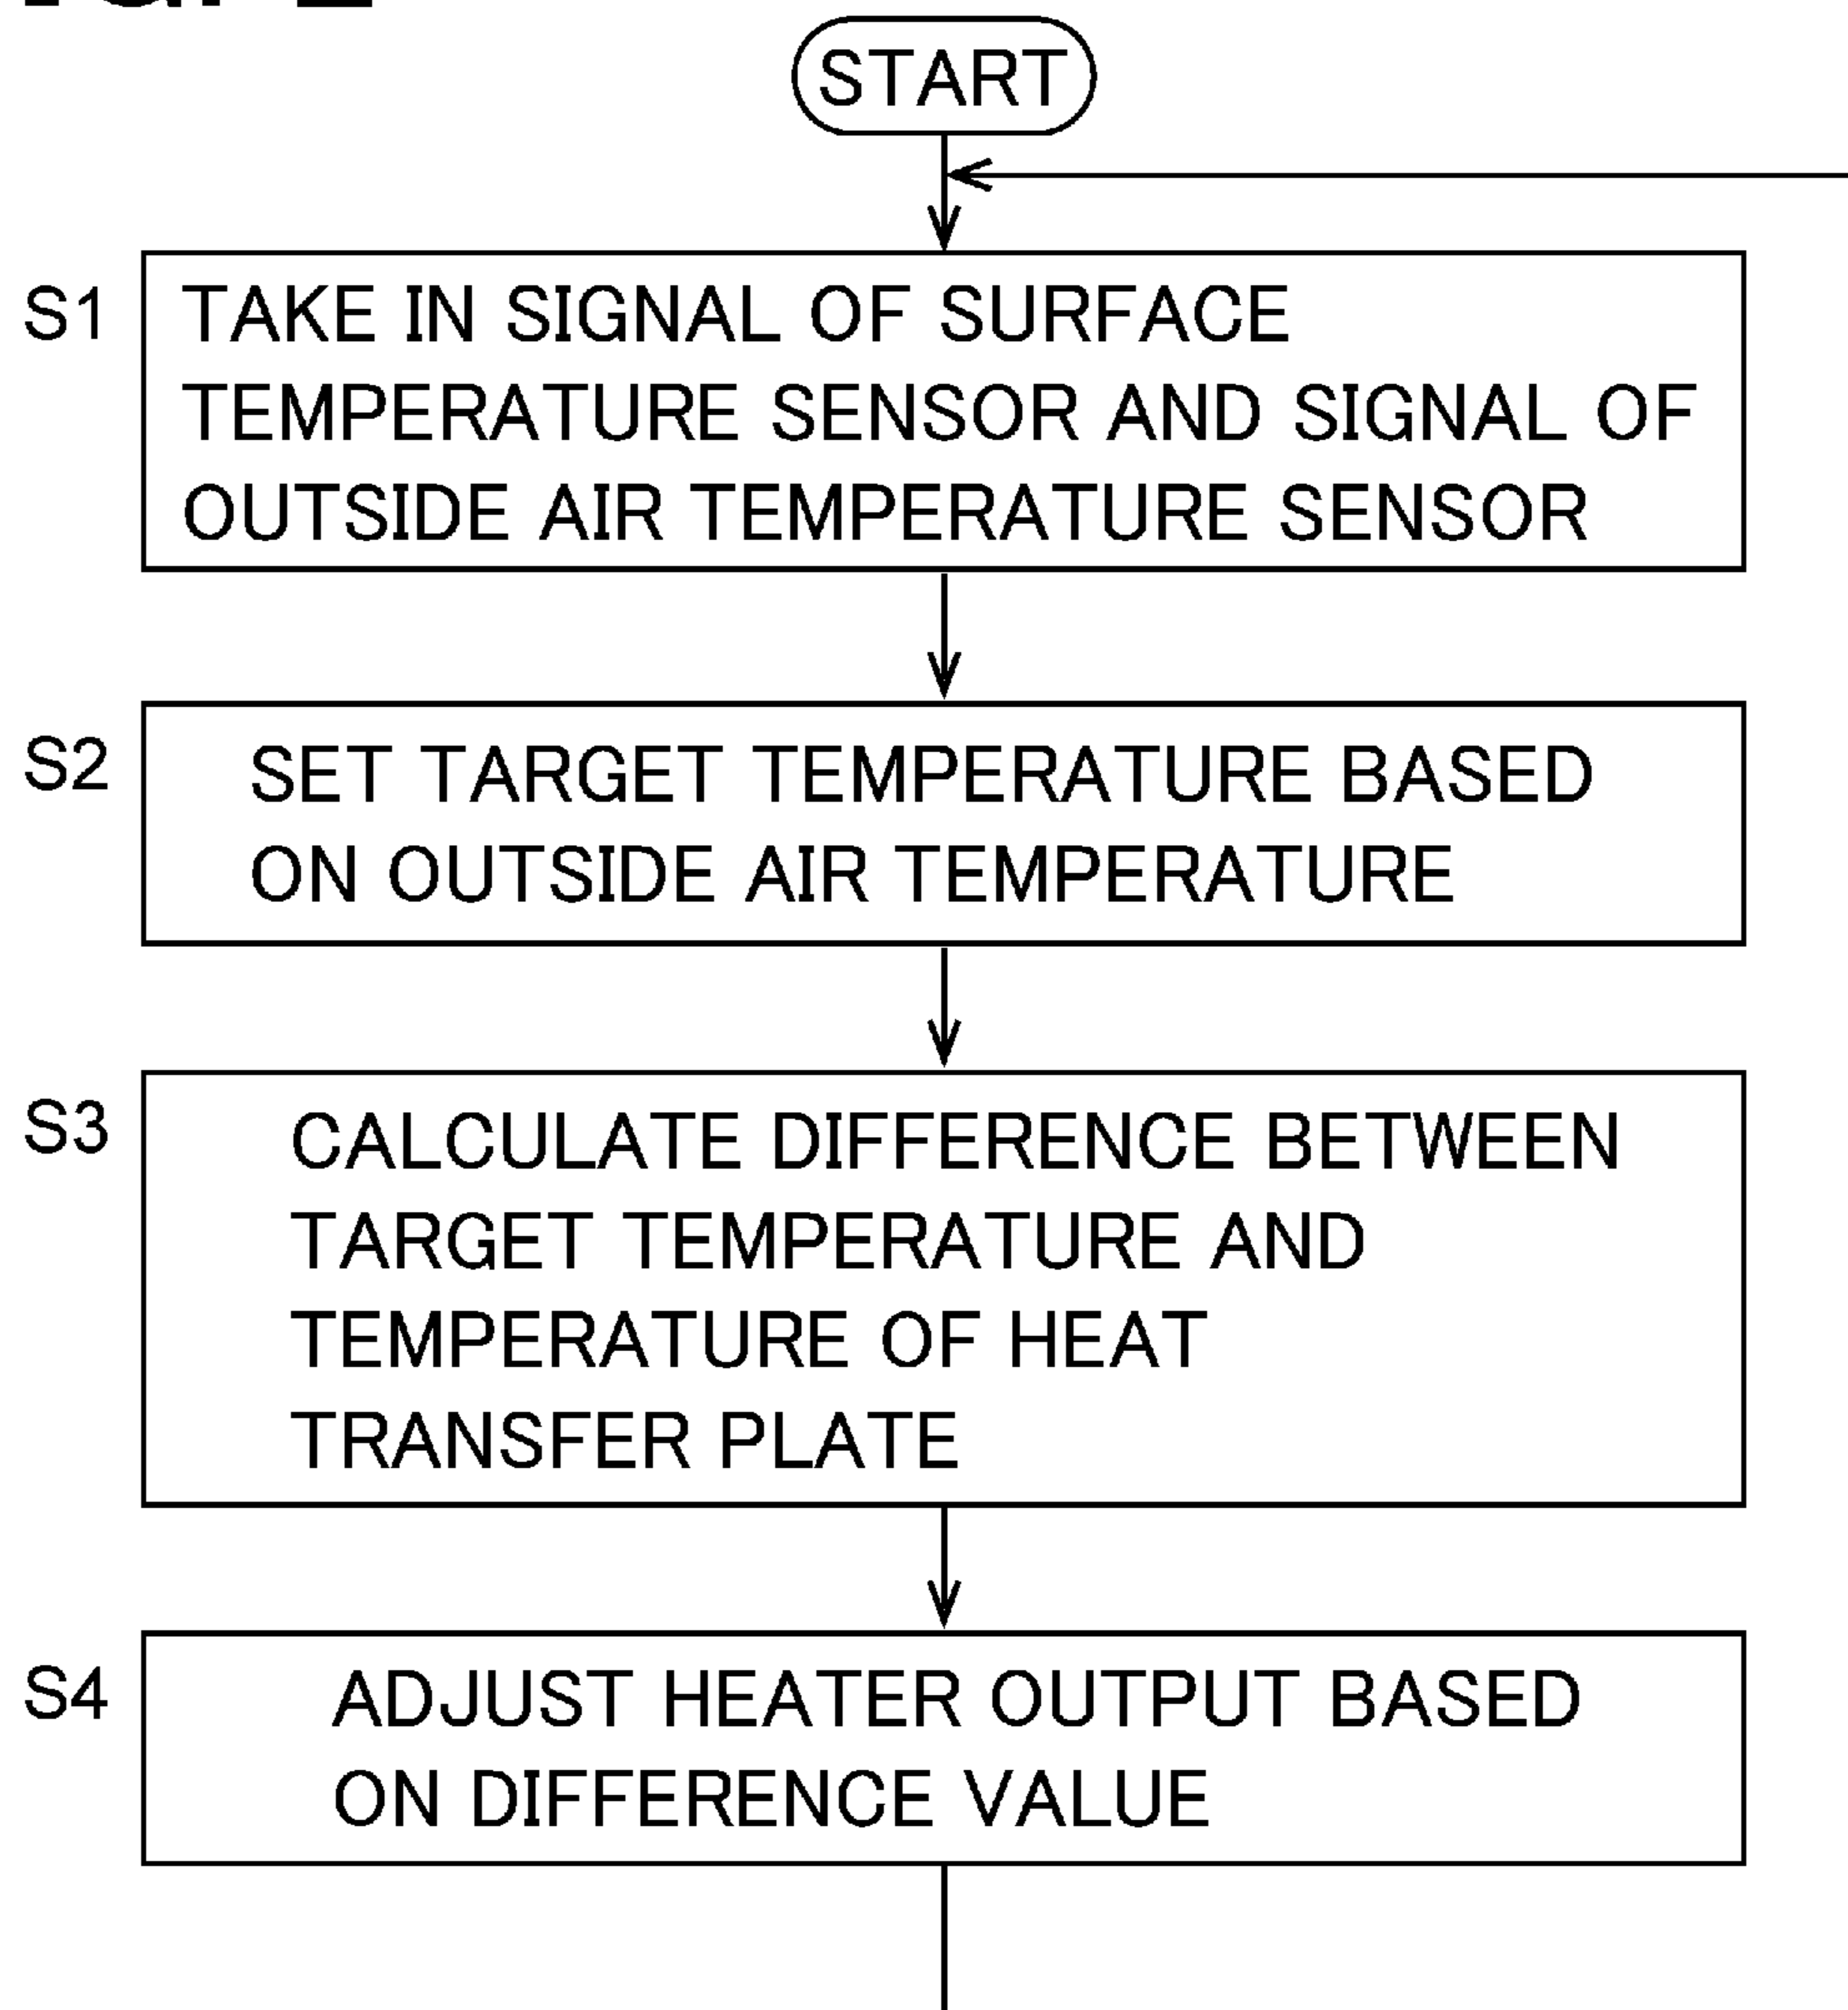 START
S1
TAKE IN SIGNAL OF SURFACE
TEMPERATURE SENSOR AND SIGNAL OF
OUTSIDE AIR TEMPERATURE SENSOR
S2
SET TARGET TEMPERATURE BASED
ON OUTSIDE AIR TEMPERATURE
S3
CALCULATE DIFFERENCE BETWEEN
TARGET TEMPERATURE AND
TEMPERATURE OF HEAT
TRANSFER PLATE
S4
ADJUST HEATER OUTPUT BASED
ON DIFFERENCE VALUE